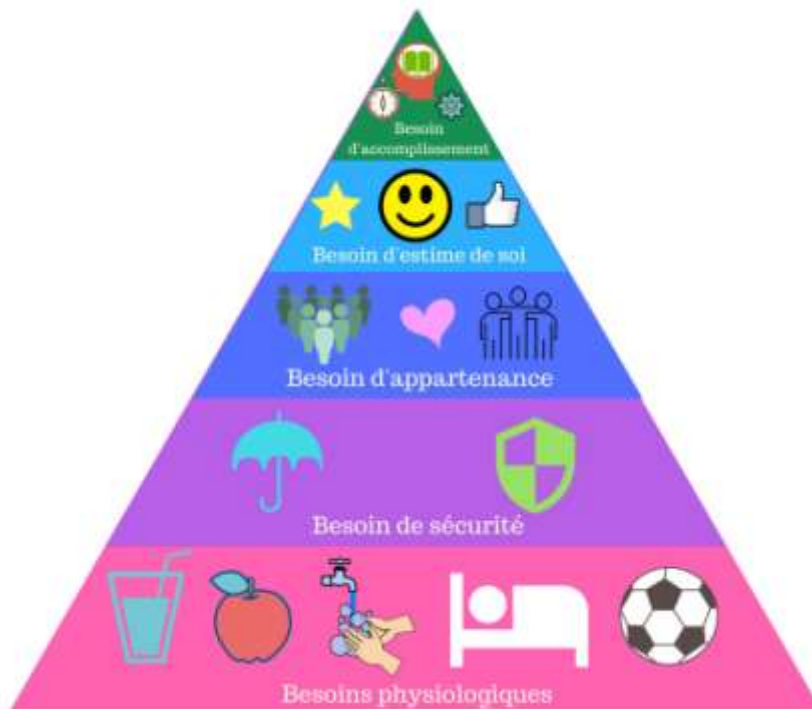 Besoin
d'accomplissement
Besoin d'estime de soi
Besoin d'appartenance
Besoin de sécurité
Besoins physiologiques